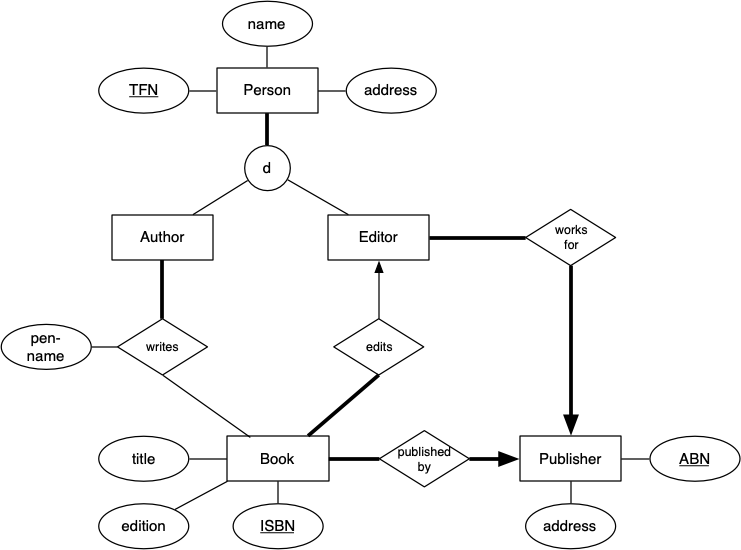 name
TFN
Person
address
d
Author
Editor
works
for
pen-
name
writes
edits
title
Book
published
by
Publisher
ABN
edition
ISBN
address